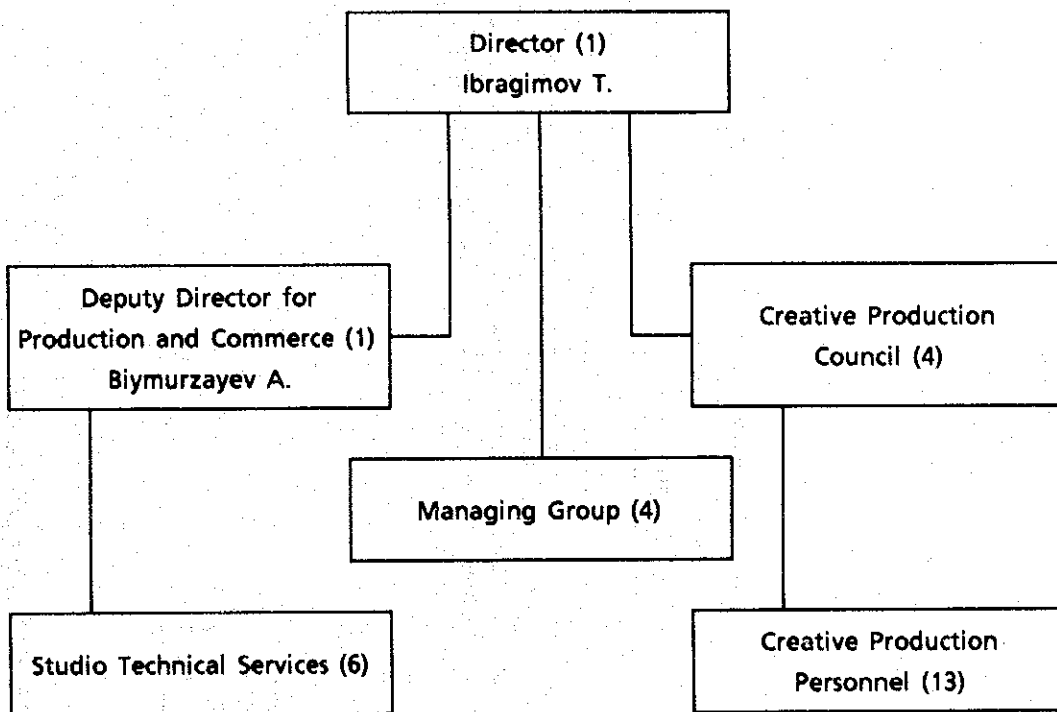 Director (1)
Ibragimov T.
Deputy Director for
Production and Commerce (1)
Biymurzayev A.
Creative Production
Council (4)
Managing Group (4)
Studio Technical Services (6)
Creative Production
Personnel (13)